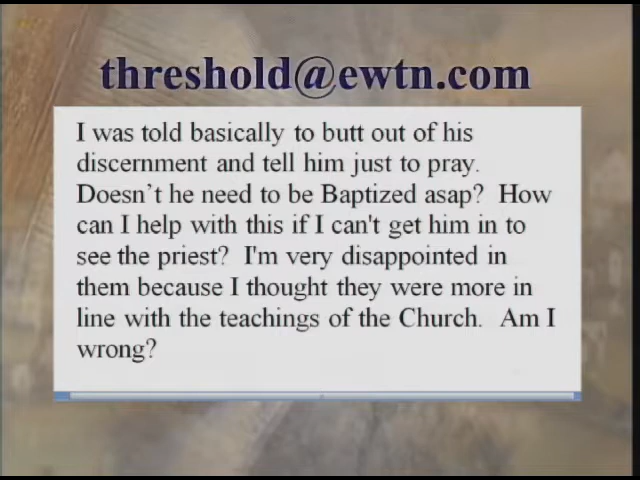 threshold@ewtn.com
I was told basically to butt out of his
discernment and tell him just to pray.
Doesn't he need to be Baptized asap?  How
can I help with this if I can't get him in to
see the priest?  I'm very disappointed in
them because I thought they were more in
line with the teachings of the Church.  Am I
wrong?